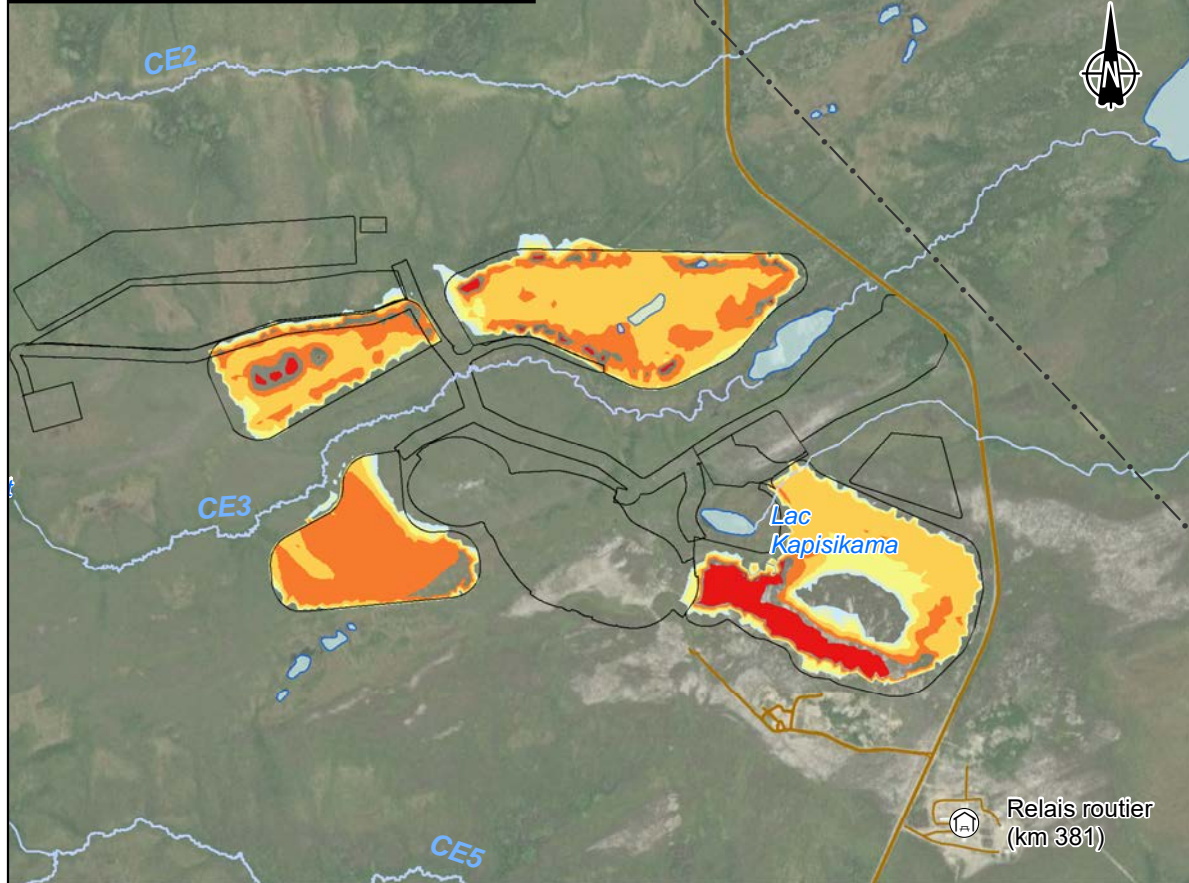 CE2
N
CE3
Lac
Kapisikama
Relais routier
(km 381)
CE5